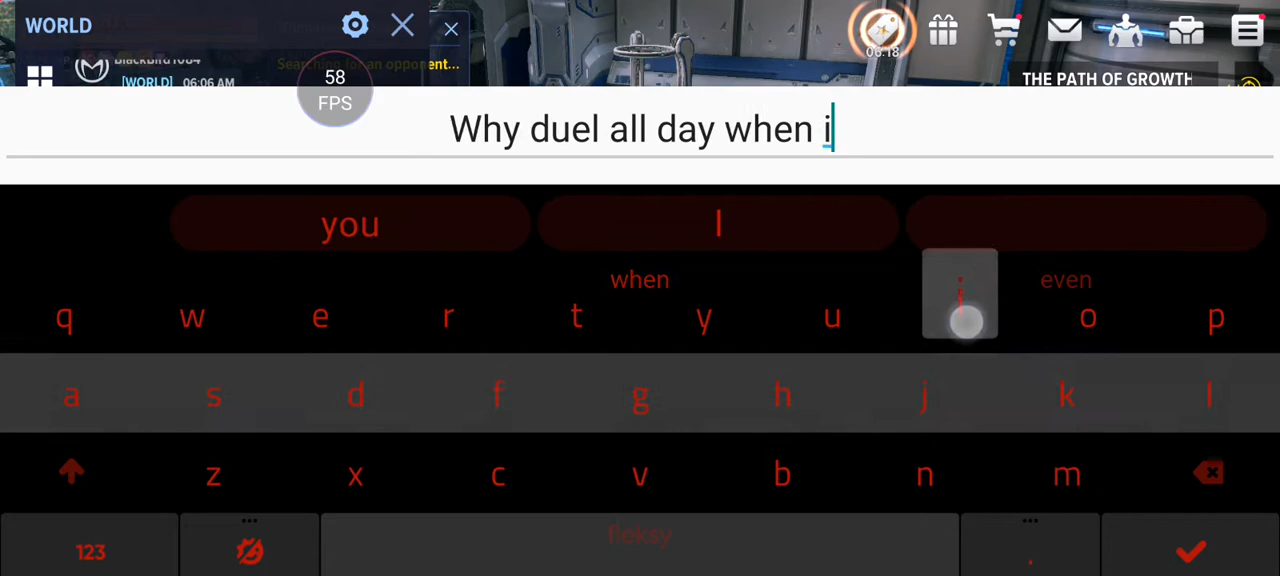 WORLD
[WORLD] 06:06 AM
Searching for an opponent...
58
FPS
06:18
THE PATH OF GROWTH
Why duel all day when i
you
I
when
even
q w e r t y u i o p
a s d f g h j k l
z x c v b n m
123
fleksy
.